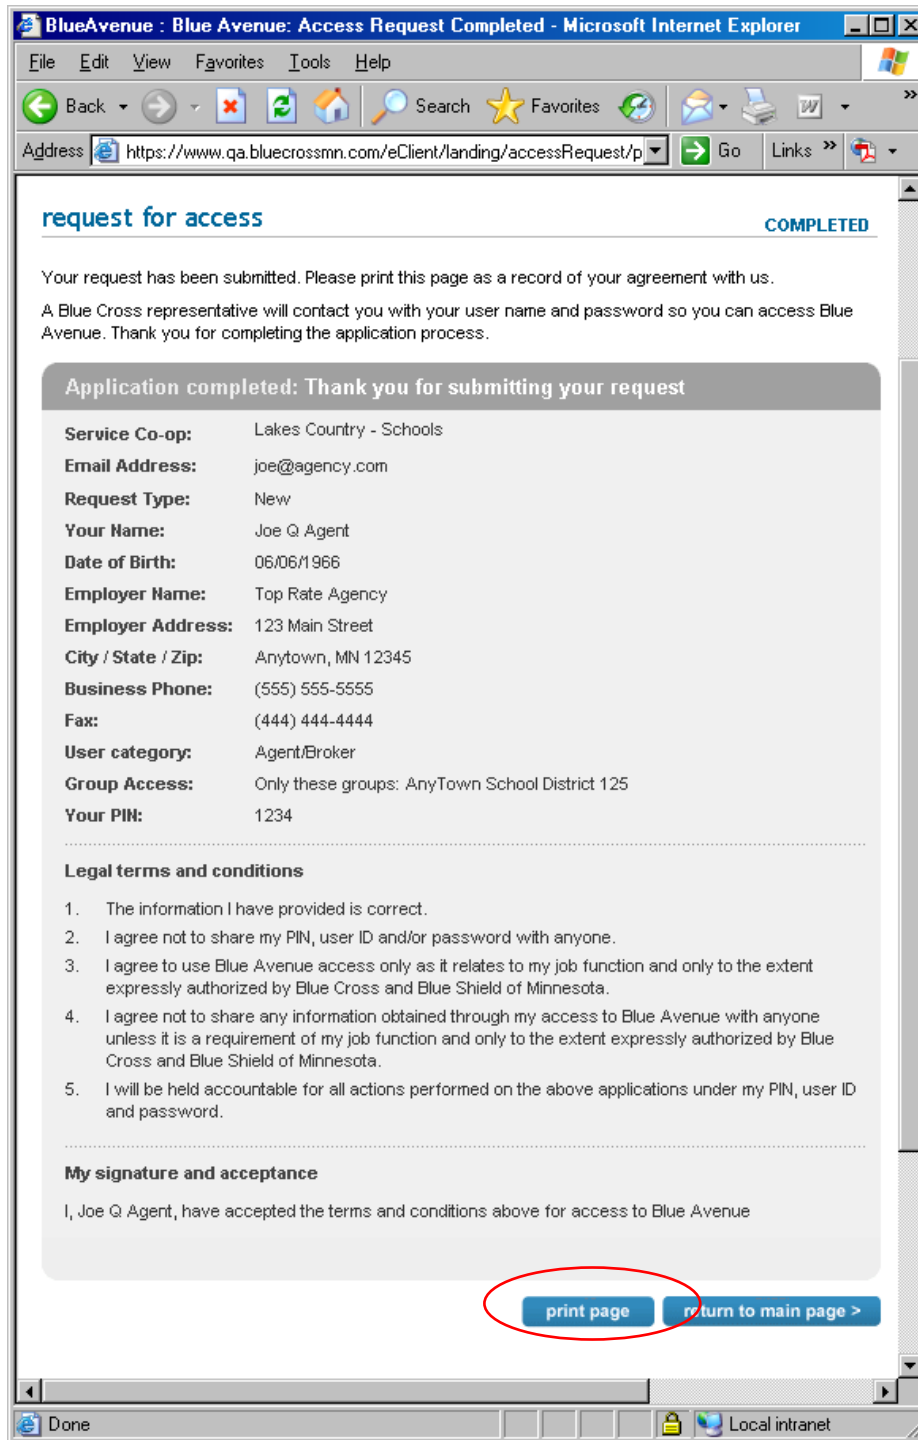 BlueAvenue : Blue Avenue: Access Request Completed - Microsoft Internet Explorer
File Edit View Favorites Tools Help
Back Search Favorites »
Address https://www.qa.bluecrossmn.com/eClient/landing/accessRequest/p Go Links »
request for access COMPLETED
Your request has been submitted. Please print this page as a record of your agreement with us.
A Blue Cross representative will contact you with your user name and password so you can access Blue
Avenue. Thank you for completing the application process.
Application completed: Thank you for submitting your request
Service Co-op: Lakes Country - Schools
Email Address: joe@agency.com
Request Type: New
Your Name: Joe Q Agent
Date of Birth: 06/06/1966
Employer Name: Top Rate Agency
Employer Address: 123 Main Street
City / State / Zip: Anytown, MN 12345
Business Phone: (555) 555-5555
Fax: (444) 444-4444
User category: Agent/Broker
Group Access: Only these groups: AnyTown School District 125
Your PIN: 1234
Legal terms and conditions
1. The information I have provided is correct.
2. I agree not to share my PIN, user ID and/or password with anyone.
3. I agree to use Blue Avenue access only as it relates to my job function and only to the extent
expressly authorized by Blue Cross and Blue Shield of Minnesota.
4. I agree not to share any information obtained through my access to Blue Avenue with anyone
unless it is a requirement of my job function and only to the extent expressly authorized by Blue
Cross and Blue Shield of Minnesota.
5. I will be held accountable for all actions performed on the above applications under my PIN, user ID
and password.
My signature and acceptance
I, Joe Q Agent, have accepted the terms and conditions above for access to Blue Avenue
print page return to main page >
Done Local intranet